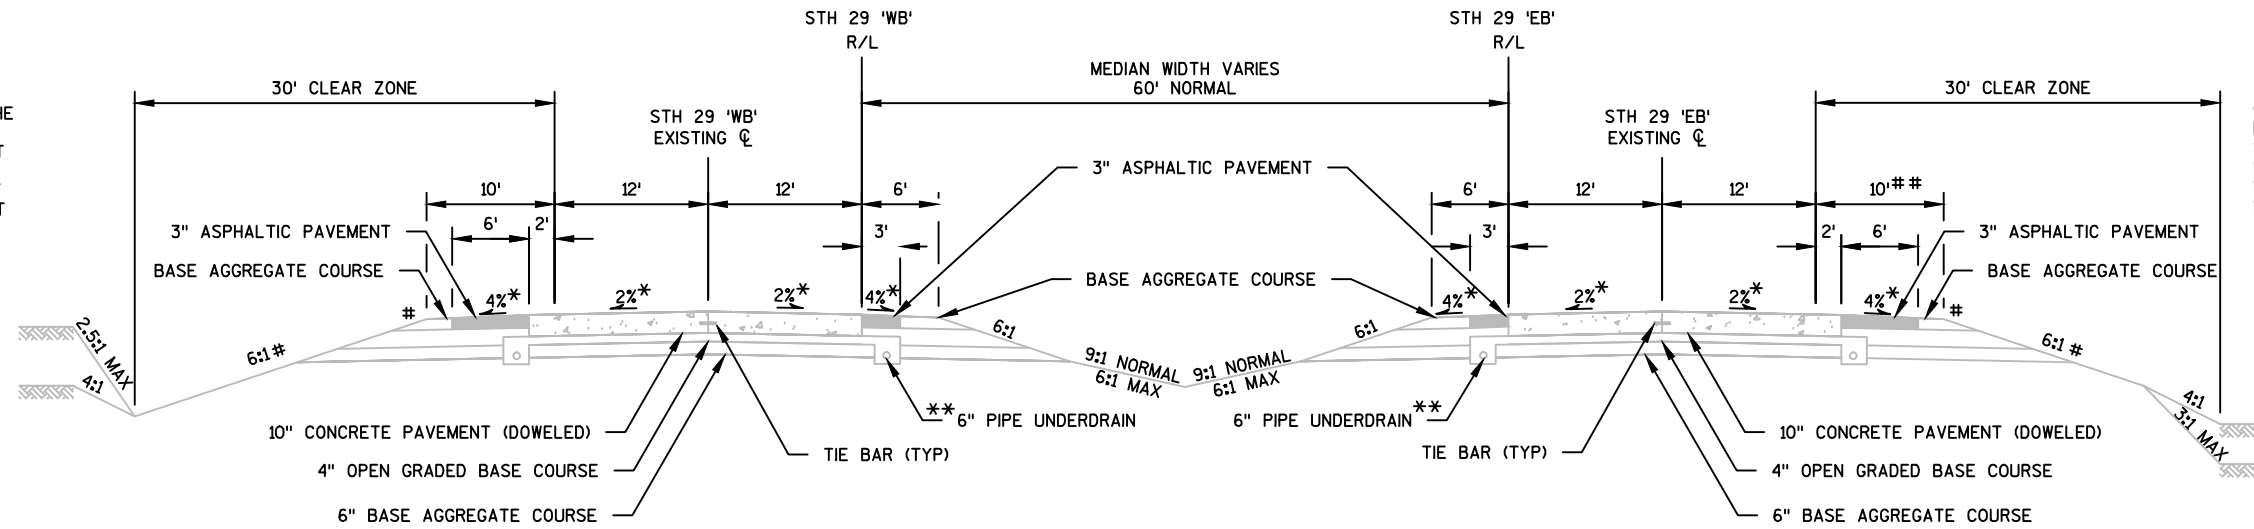 STH 29 'WB'
R/L
STH 29 'EB'
R/L
MEDIAN WIDTH VARIES
60' NORMAL
30' CLEAR ZONE
30' CLEAR ZONE
HE
T
T
STH 29 'WB'
EXISTING ℄
STH 29 'EB'
EXISTING ℄
3" ASPHALTIC PAVEMENT
10'
12'
12'
6'
6'
12'
12'
10'##
6'
2'
3'
3'
2'
6'
3" ASPHALTIC PAVEMENT
3" ASPHALTIC PAVEMENT
BASE AGGREGATE COURSE
BASE AGGREGATE COURSE
BASE AGGREGATE COURSE
#
4%*
2%*
2%*
4%*
4%*
2%*
2%*
4%*
#
2.5:1 MAX
4:1
6:1#
6:1
9:1 NORMAL
6:1 MAX
9:1 NORMAL
6:1 MAX
6:1
6:1#
4:1
3:1 MAX
**6" PIPE UNDERDRAIN
6" PIPE UNDERDRAIN**
10" CONCRETE PAVEMENT (DOWELED)
TIE BAR (TYP)
TIE BAR (TYP)
10" CONCRETE PAVEMENT (DOWELED)
4" OPEN GRADED BASE COURSE
4" OPEN GRADED BASE COURSE
6" BASE AGGREGATE COURSE
6" BASE AGGREGATE COURSE